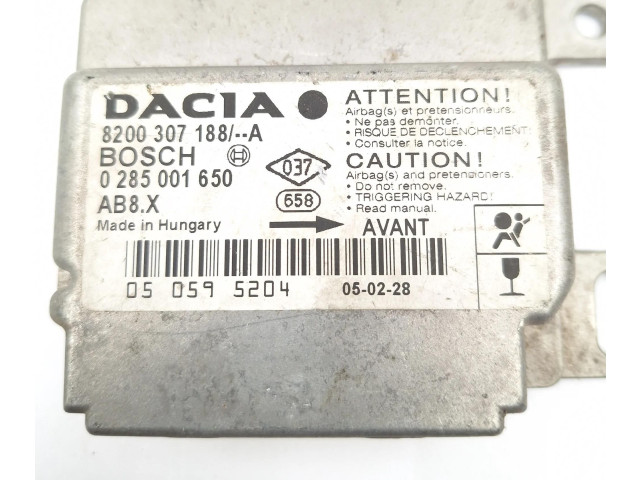 DACIA
8200 307 188/--A
BOSCH
0 285 001 650
AB8.X
Made in Hungary
037
658
ATTENTION!
Airbag(s) et pretensionneurs.
• Ne pas demônter.
• RISQUE DE DECLENCHEMENT.
• Consulter la notice.
CAUTION!
Airbag(s) and pretensioners.
• Do not remove.
• TRIGGERING HAZARD!
• Read manual.
AVANT
05 059 5204
05-02-28